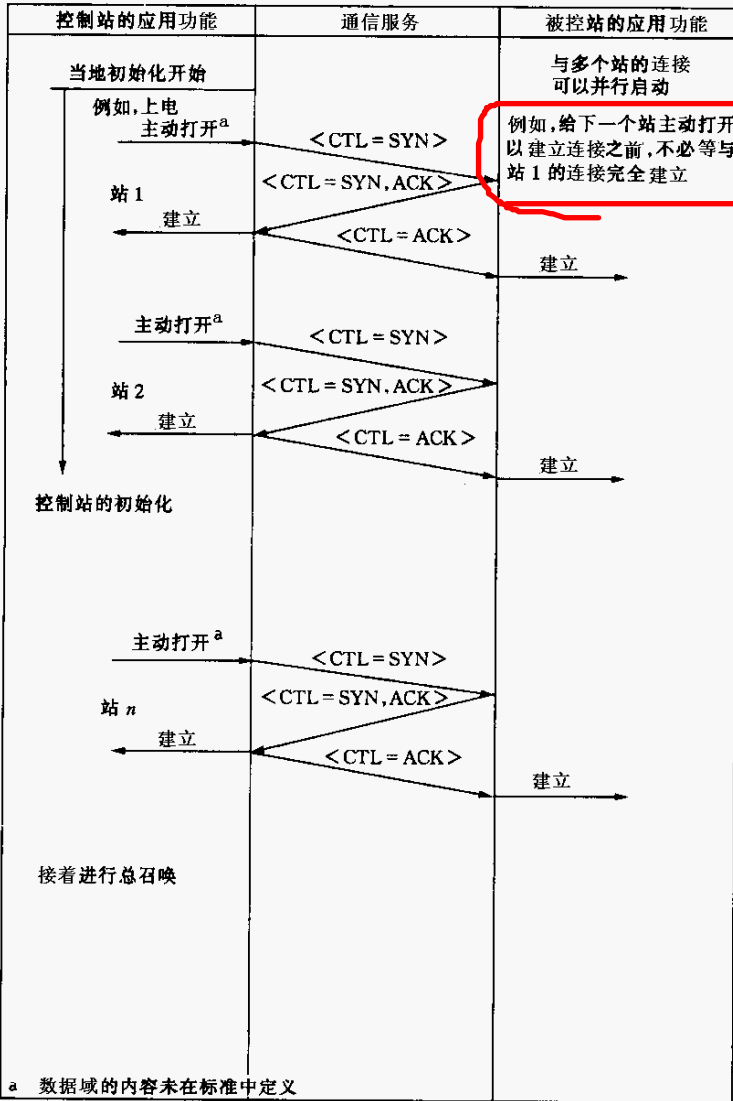 控制站的应用功能
通信服务
被控站的应用功能
当地初始化开始
与多个站的连接
可以并行启动
例如,上电
主动打开a
<CTL=SYN>
例如,给下一个站主动打开
以建立连接之前,不必等与
站1的连接完全建立
站1
<CTL=SYN,ACK>
建立
<CTL=ACK>
建立
主动打开a
<CTL=SYN>
站2
<CTL=SYN,ACK>
建立
<CTL=ACK>
建立
控制站的初始化
主动打开a
<CTL=SYN>
站n
<CTL=SYN,ACK>
建立
<CTL=ACK>
建立
接着进行总召唤
a 数据域的内容未在标准中定义